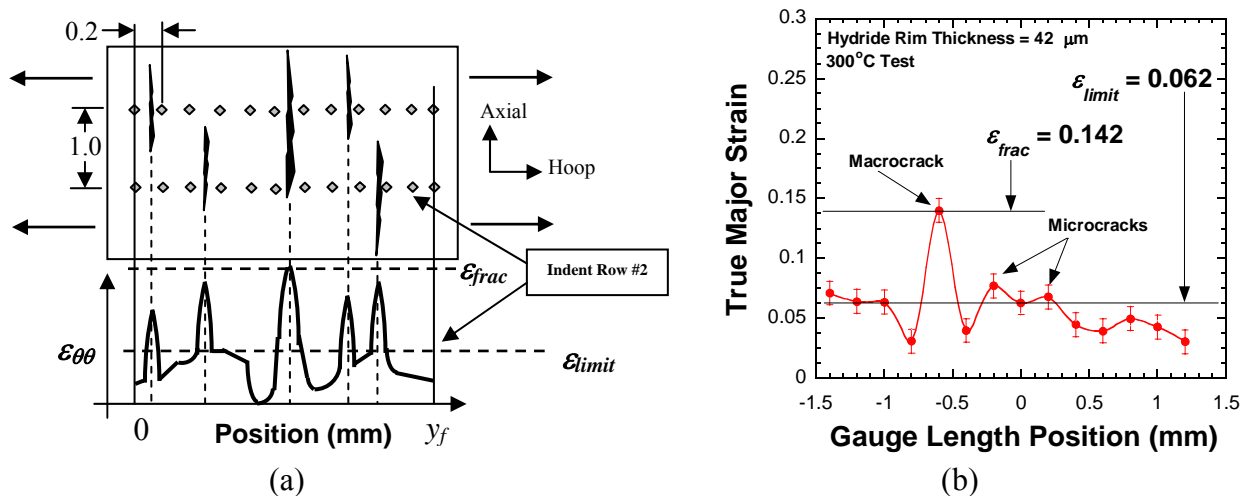 0.2
1.0
Axial
Hoop
Indent Row #2
εfrac
εθθ
εlimit
0
yf
Position (mm)
(a)
0.3
0.25
0.2
0.15
0.1
0.05
0
True Major Strain
Hydride Rim Thickness = 42 μm
300°C Test
εlimit = 0.062
εfrac = 0.142
Macrocrack
Microcracks
-1.5 -1 -0.5 0 0.5 1 1.5
Gauge Length Position (mm)
(b)